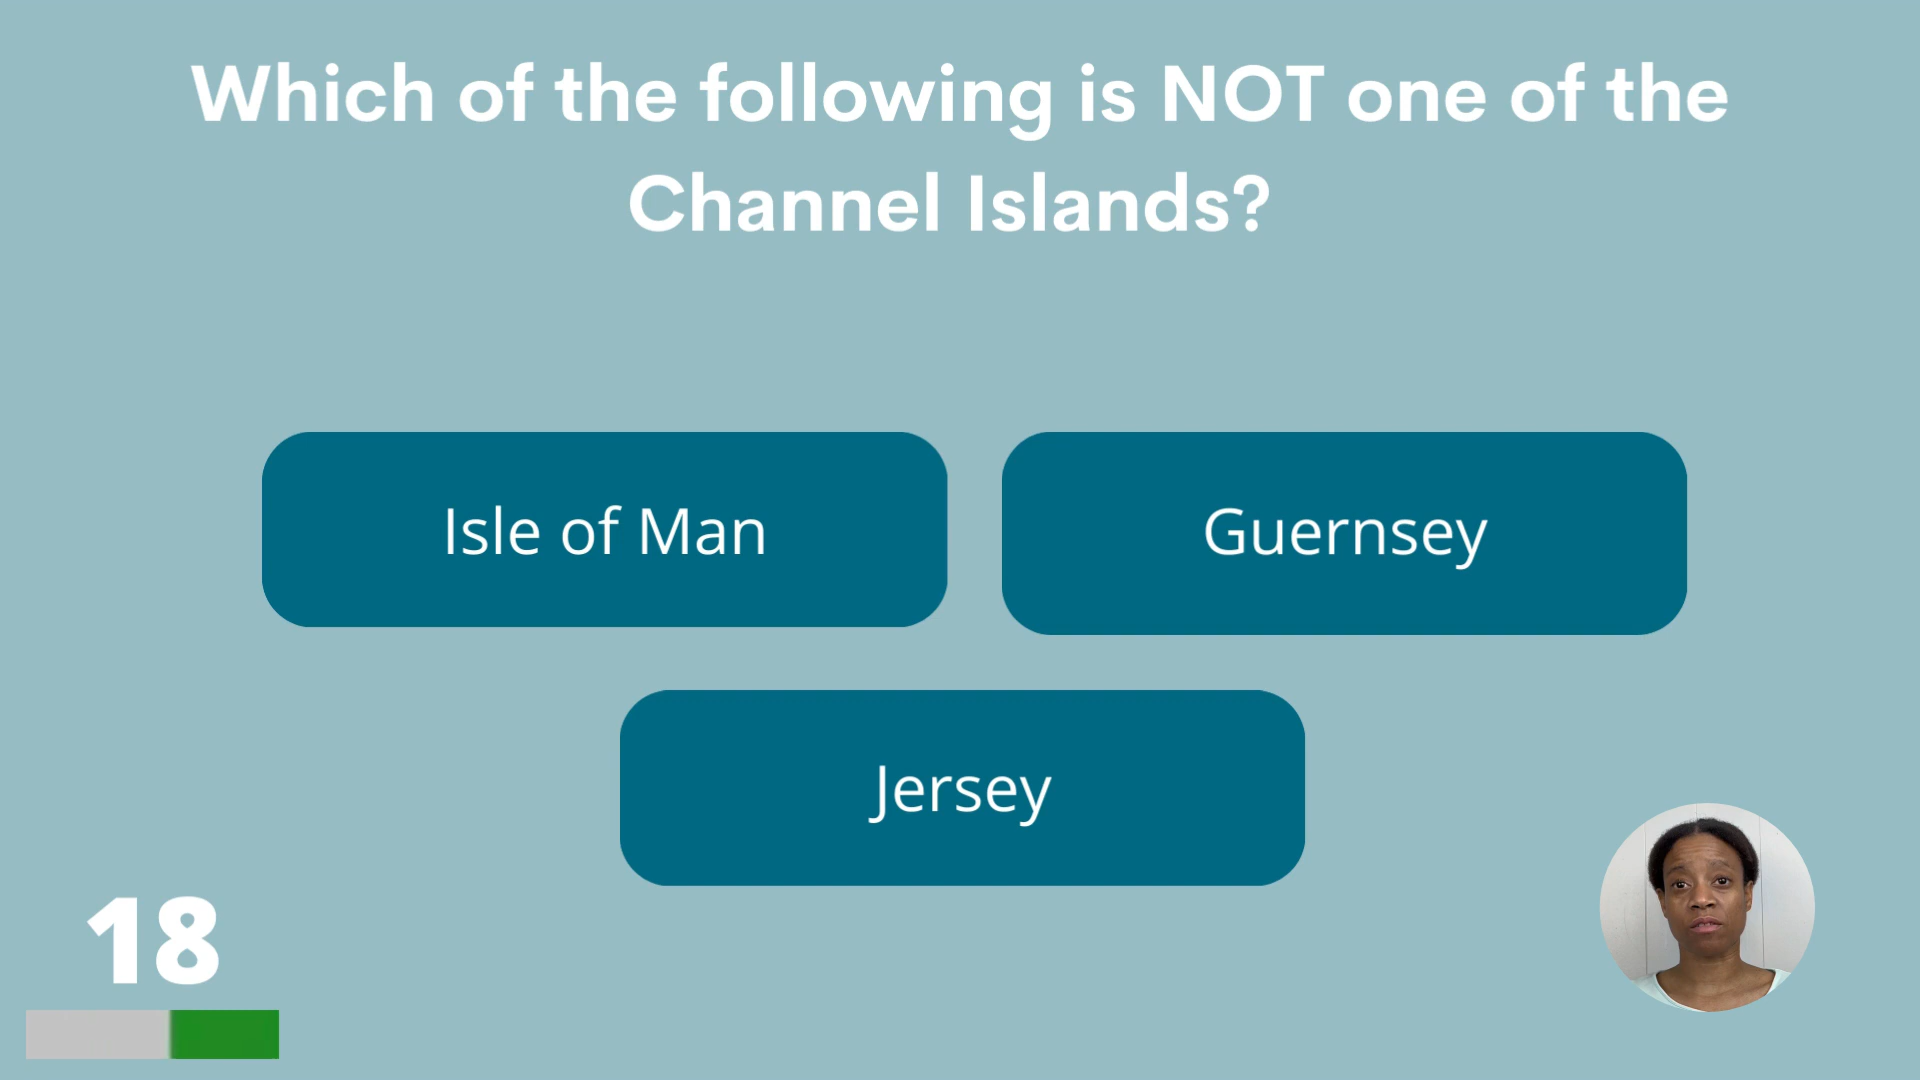 Which of the following is NOT one of the
Channel Islands?
Isle of Man
Guernsey
Jersey
18